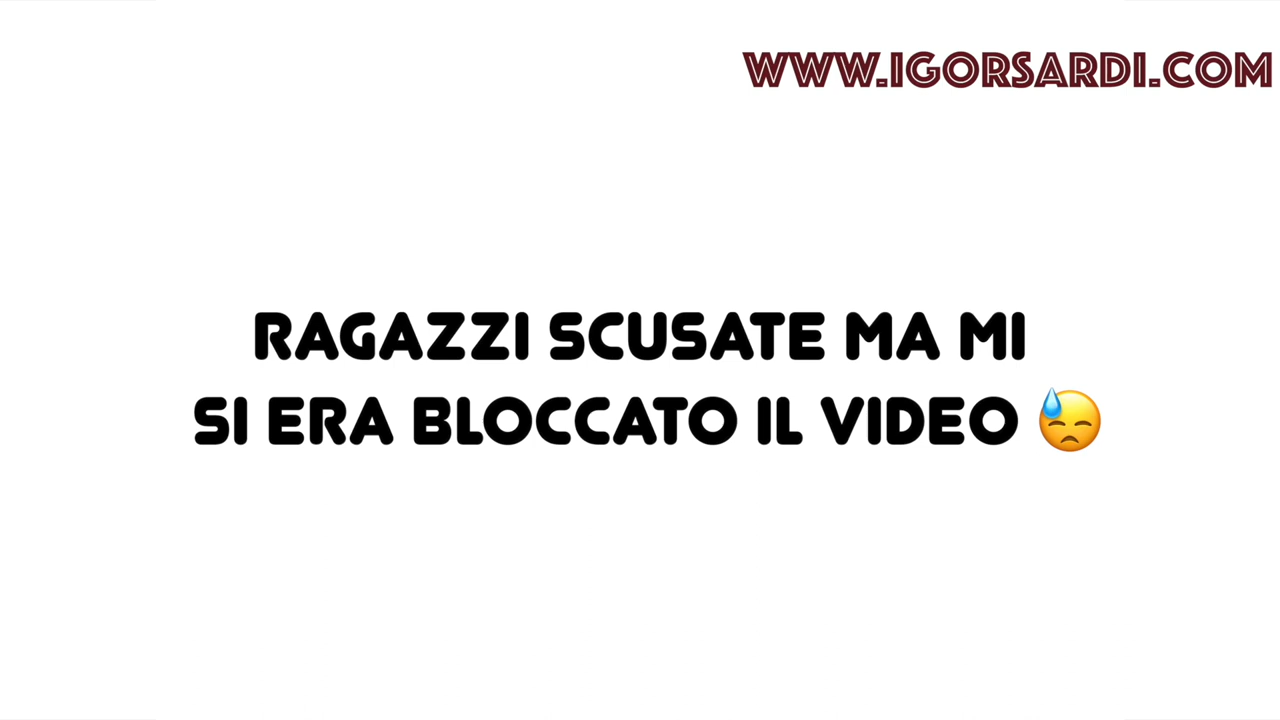 WWW.IGORSARDI.COM
RAGAZZI SCUSATE MA MI
SI ERA BLOCCATO IL VIDEO 😓